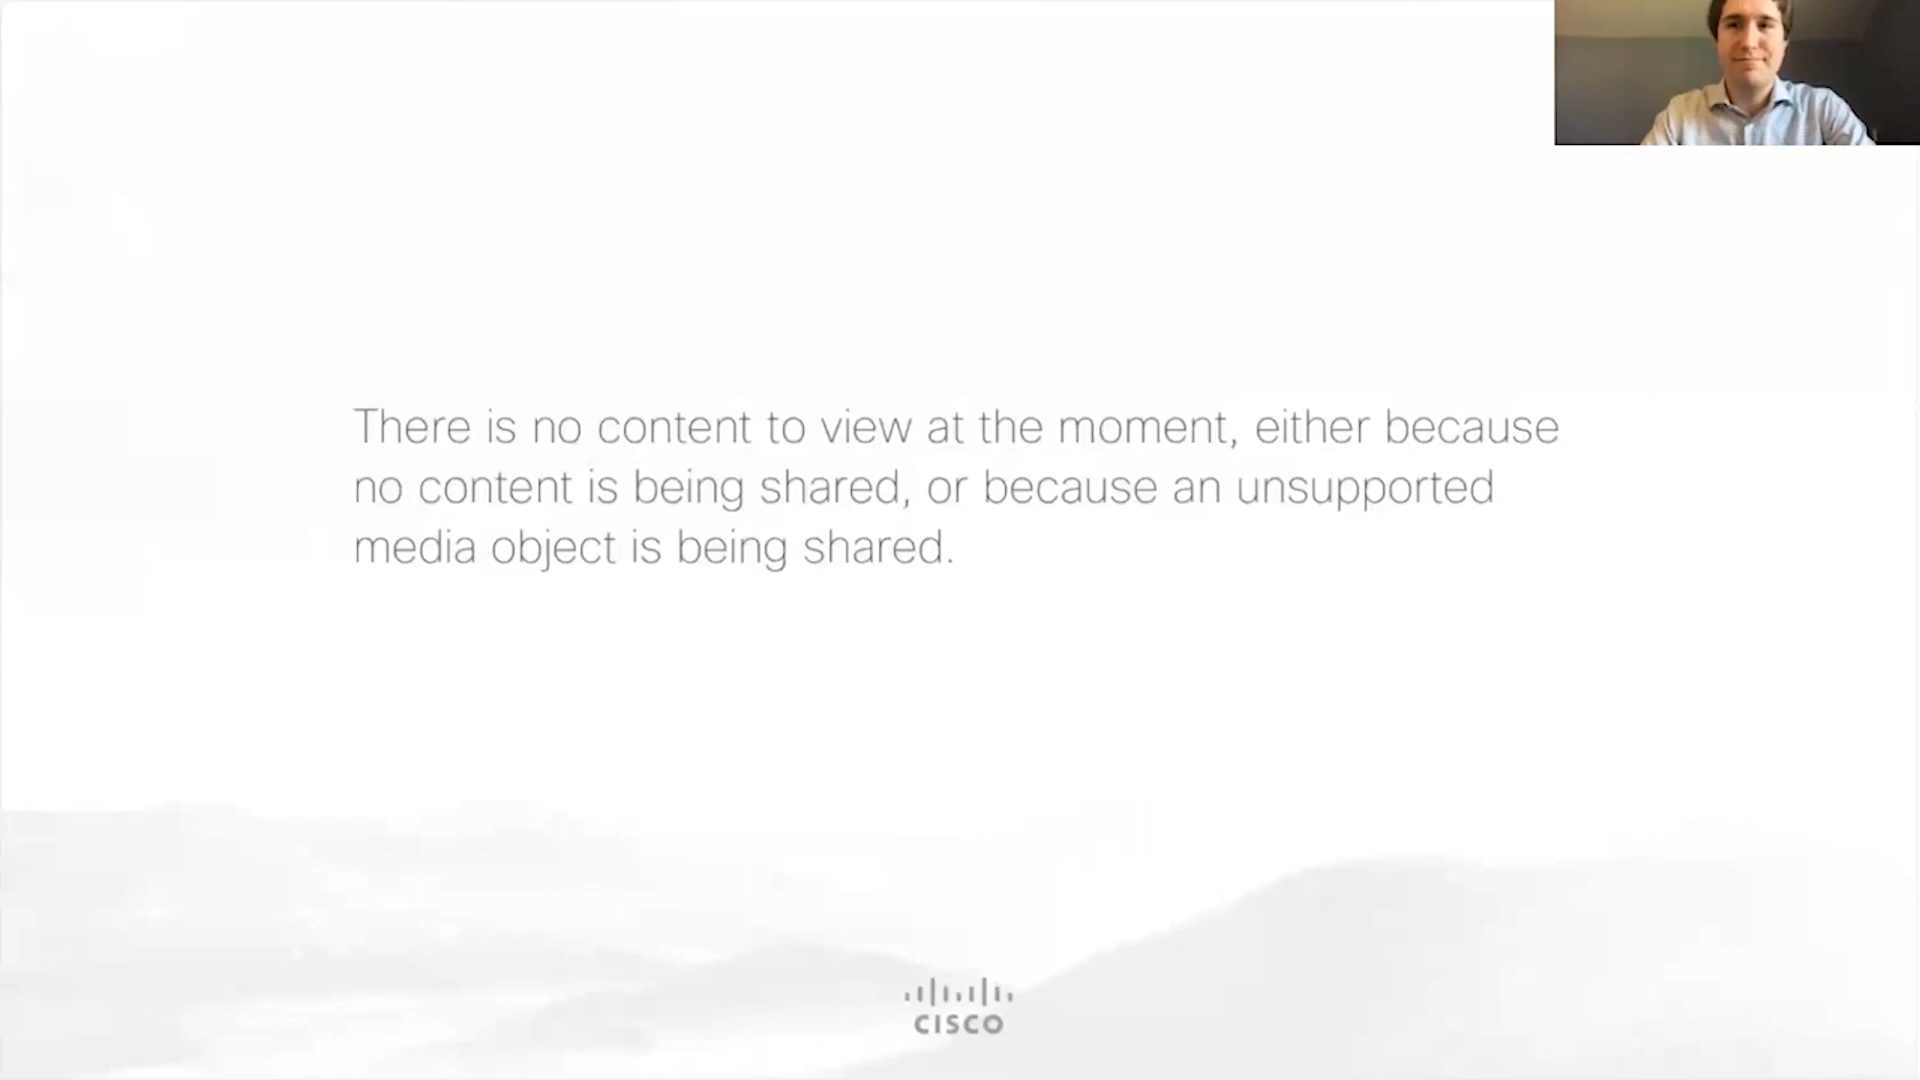 There is no content to view at the moment, either because
no content is being shared, or because an unsupported
media object is being shared.
CISCO